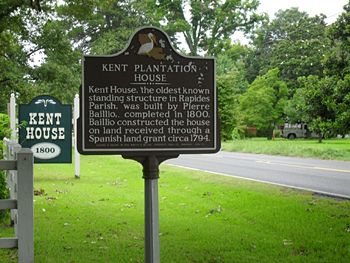 KENT PLANTATION
HOUSE
Kent House, the oldest known
standing structure in Rapides
Parish, was built by Pierre
Baillio, completed in 1800.
Baillio constructed the house
on land received through a
Spanish land grant circa 1794.
KENT
HOUSE
1800